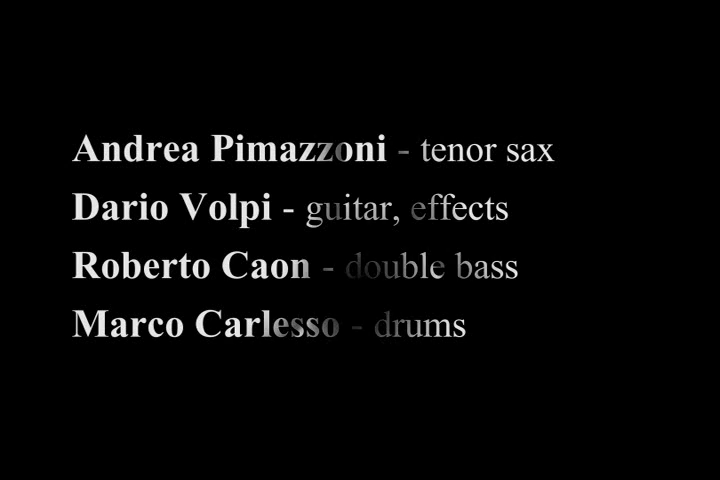 Andrea Pimazzoni - tenor sax
Dario Volpi - guitar, effects
Roberto Caon - double bass
Marco Carlesso - drums